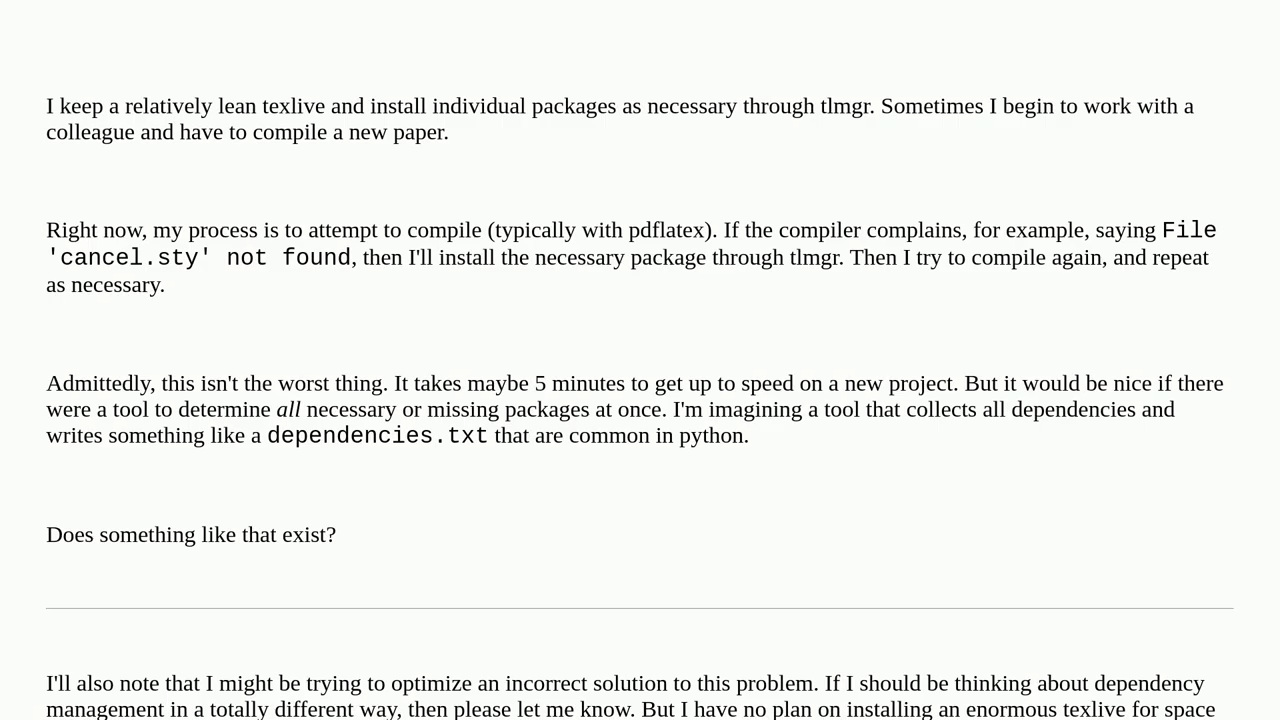 I keep a relatively lean texlive and install individual packages as necessary through tlmgr. Sometimes I begin to work with a
colleague and have to compile a new paper.
Right now, my process is to attempt to compile (typically with pdflatex). If the compiler complains, for example, saying File
'cancel.sty' not found, then I'll install the necessary package through tlmgr. Then I try to compile again, and repeat
as necessary.
Admittedly, this isn't the worst thing. It takes maybe 5 minutes to get up to speed on a new project. But it would be nice if there
were a tool to determine all necessary or missing packages at once. I'm imagining a tool that collects all dependencies and
writes something like a dependencies.txt that are common in python.
Does something like that exist?
I'll also note that I might be trying to optimize an incorrect solution to this problem. If I should be thinking about dependency
management in a totally different way, then please let me know. But I have no plan on installing an enormous texlive for space